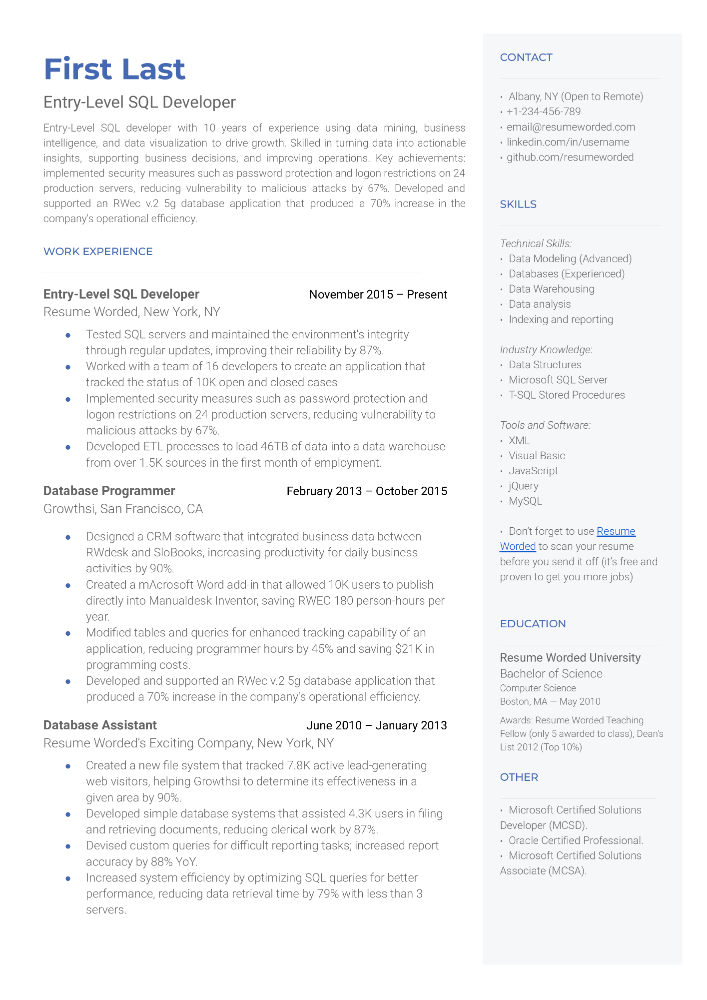 First Last
Entry-Level SQL Developer
Entry-Level SQL developer with 10 years of experience using data mining, business
intelligence, and data visualization to drive growth. Skilled in turning data into actionable
insights, supporting business decisions, and improving operations. Key achievements:
implemented security measures such as password protection and logon restrictions on 24
production servers, reducing vulnerability to malicious attacks by 67%. Developed and
supported an RWec v.2 5g database application that produced a 70% increase in the
company's operational efficiency.
WORK EXPERIENCE
Entry-Level SQL Developer November 2015 – Present
Resume Worded, New York, NY
● Tested SQL servers and maintained the environment's integrity
through regular updates, improving their reliability by 87%.
● Worked with a team of 16 developers to create an application that
tracked the status of 10K open and closed cases
● Implemented security measures such as password protection and
logon restrictions on 24 production servers, reducing vulnerability to
malicious attacks by 67%.
● Developed ETL processes to load 46TB of data into a data warehouse
from over 1.5K sources in the first month of employment.
Database Programmer February 2013 – October 2015
Growthsi, San Francisco, CA
● Designed a CRM software that integrated business data between
RWdesk and SloBooks, increasing productivity for daily business
activities by 90%.
● Created a mAcrosoft Word add-in that allowed 10K users to publish
directly into Manualdesk Inventor, saving RWEC 180 person-hours per
year.
● Modified tables and queries for enhanced tracking capability of an
application, reducing programmer hours by 45% and saving $21K in
programming costs.
● Developed and supported an RWec v.2 5g database application that
produced a 70% increase in the company's operational efficiency.
Database Assistant June 2010 – January 2013
Resume Worded’s Exciting Company, New York, NY
● Created a new file system that tracked 7.8K active lead-generating
web visitors, helping Growthsi to determine its effectiveness in a
given area by 90%.
● Developed simple database systems that assisted 4.3K users in filing
and retrieving documents, reducing clerical work by 87%.
● Devised custom queries for difficult reporting tasks; increased report
accuracy by 88% YoY.
● Increased system efficiency by optimizing SQL queries for better
performance, reducing data retrieval time by 79% with less than 3
servers.
CONTACT
• Albany, NY (Open to Remote)
• +1-234-456-789
• email@resumeworded.com
• linkedin.com/in/username
• github.com/resumeworded
SKILLS
Technical Skills:
• Data Modeling (Advanced)
• Databases (Experienced)
• Data Warehousing
• Data analysis
• Indexing and reporting
Industry Knowledge:
• Data Structures
• Microsoft SQL Server
• T-SQL Stored Procedures
Tools and Software:
• XML
• Visual Basic
• JavaScript
• jQuery
• MySQL
• Don’t forget to use Resume
Worded to scan your resume
before you send it off (it’s free and
proven to get you more jobs)
EDUCATION
Resume Worded University
Bachelor of Science
Computer Science
Boston, MA — May 2010
Awards: Resume Worded Teaching
Fellow (only 5 awarded to class), Dean’s
List 2012 (Top 10%)
OTHER
• Microsoft Certified Solutions
Developer (MCSD).
• Oracle Certified Professional.
• Microsoft Certified Solutions
Associate (MCSA).